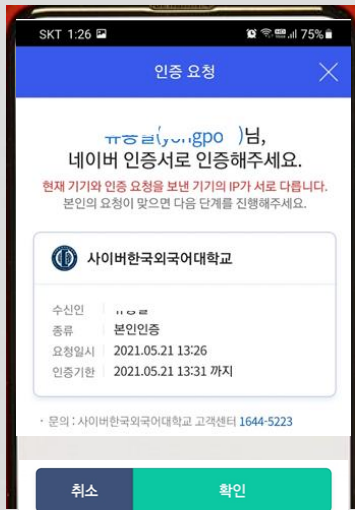 SKT 1:26
75%
인증 요청
님,
네이버 인증서로 인증해주세요.
현재 기기와 인증 요청을 보낸 기기의 IP가 서로 다릅니다.
본인의 요청이 맞으면 다음 단계를 진행해주세요.
사이버한국외국어대학교
수신인
종류 본인인증
요청일시 2021.05.21 13:26
인증기한 2021.05.21 13:31 까지
· 문의 : 사이버한국외국어대학교 고객센터 1644-5223
취소 확인